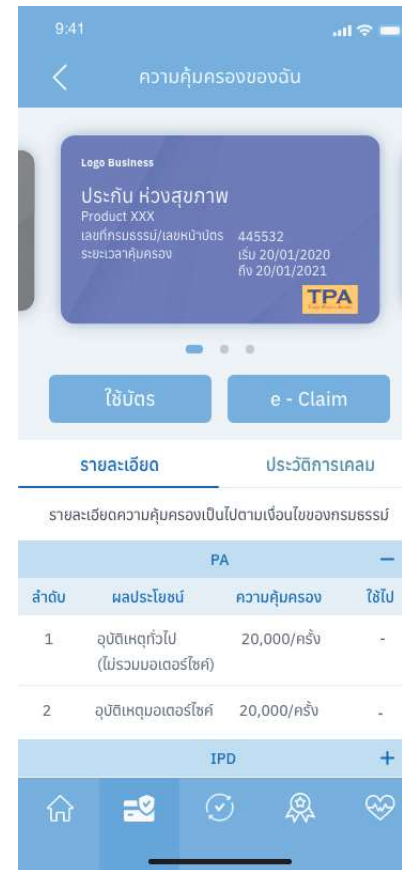 9:41
ความคุ้มครองของฉัน
Logo Business
ประกัน ห่วงสุขภาพ
Product XXX
เลขที่กรมธรรม์/เลขหน้าบัตร 445532
ระยะเวลาคุ้มครอง เริ่ม 20/01/2020
ถึง 20/01/2021
TPA
ใช้บัตร e - Claim
รายละเอียด ประวัติการเคลม
รายละเอียดความคุ้มครองเป็นไปตามเงื่อนไขของกรมธรรม์
PA −
ลำดับ ผลประโยชน์ ความคุ้มครอง ใช้ไป
1 อุบัติเหตุทั่วไป 20,000/ครั้ง -
(ไม่รวมมอเตอร์ไซค์)
2 อุบัติเหตุมอเตอร์ไซค์ 20,000/ครั้ง -
IPD +